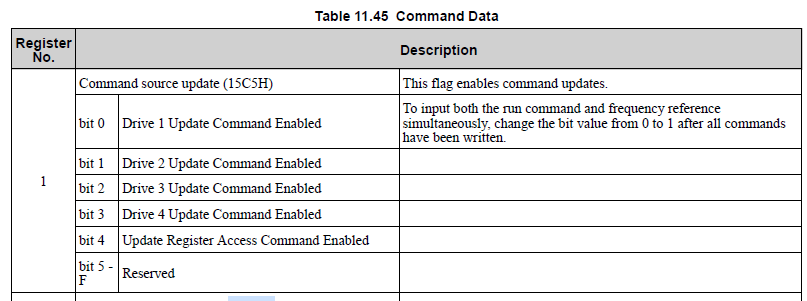 Table 11.45 Command Data
Register No.
Description
1
Command source update (15C5H)
This flag enables command updates.
bit 0
Drive 1 Update Command Enabled
To input both the run command and frequency reference
simultaneously, change the bit value from 0 to 1 after all commands
have been written.
bit 1
Drive 2 Update Command Enabled
bit 2
Drive 3 Update Command Enabled
bit 3
Drive 4 Update Command Enabled
bit 4
Update Register Access Command Enabled
bit 5 -
F
Reserved